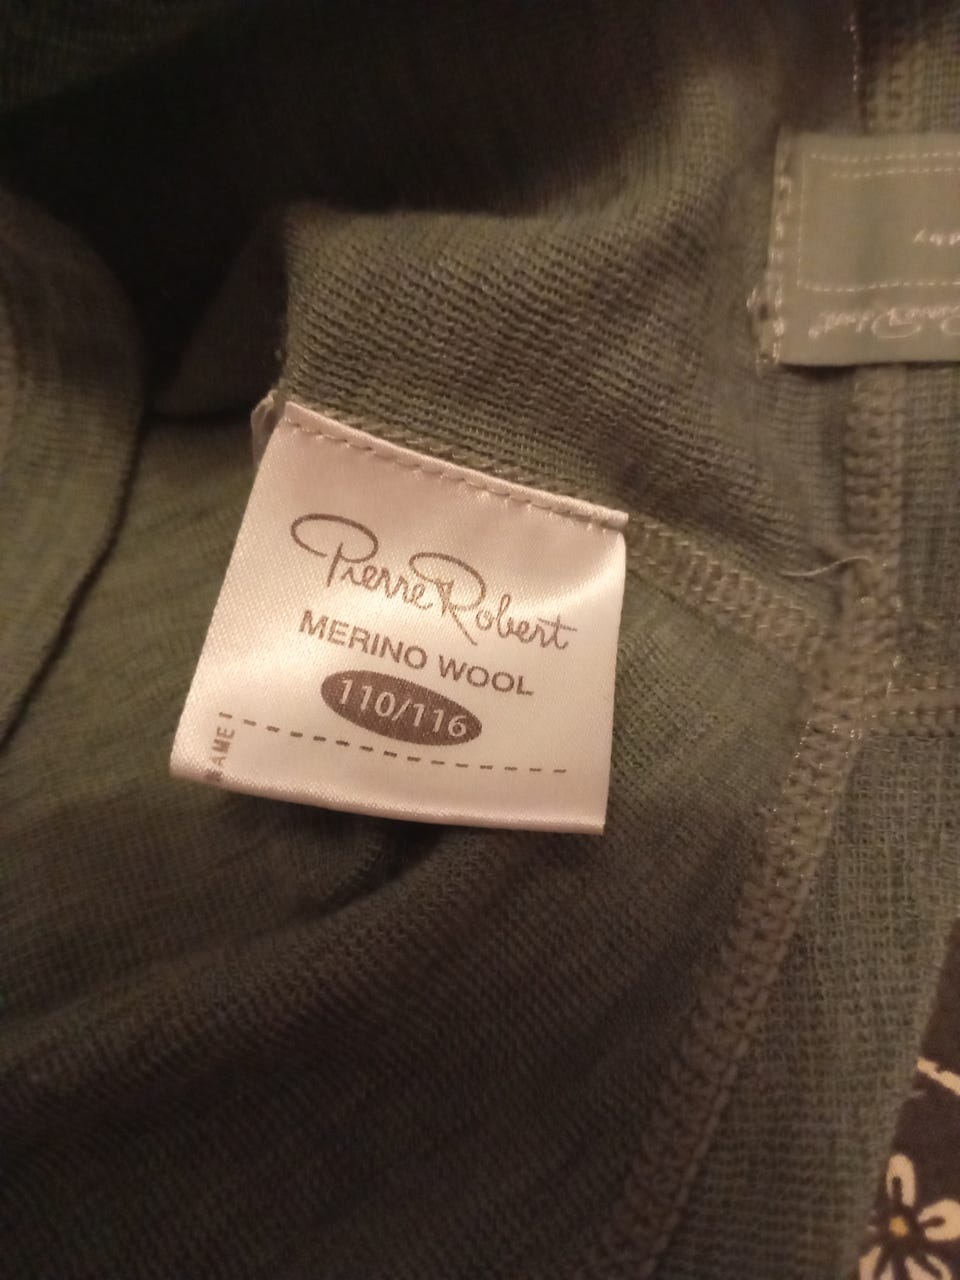 Pierre Robert
MERINO WOOL
110/116